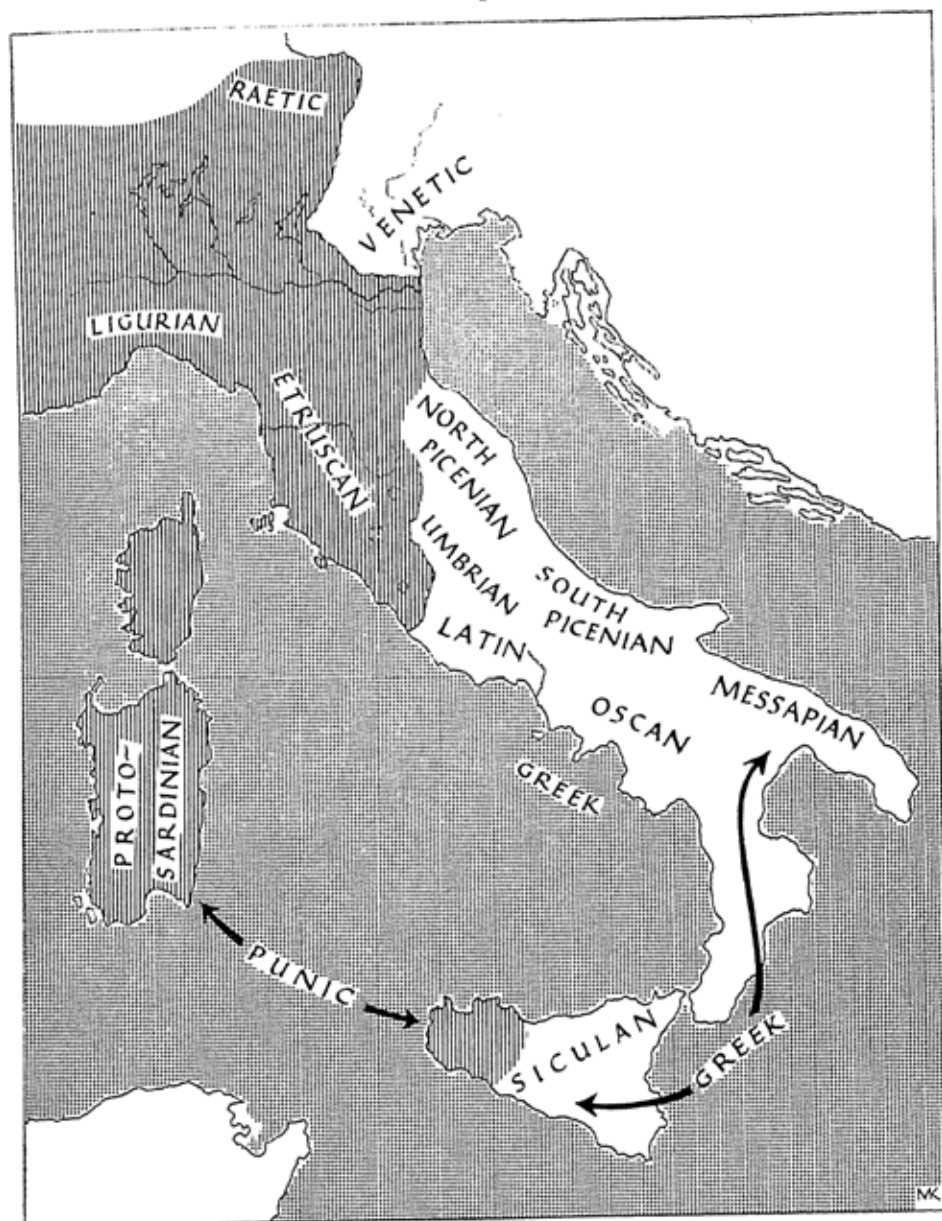 RAETIC
VENETIC
LIGURIAN
ETRUSCAN
NORTH
PICENIAN
UMBRIAN
SOUTH
PICENIAN
LATIN
MESSAPIAN
OSCAN
GREEK
PROTO–
SARDINIAN
PUNIC
SICULAN
GREEK
MK